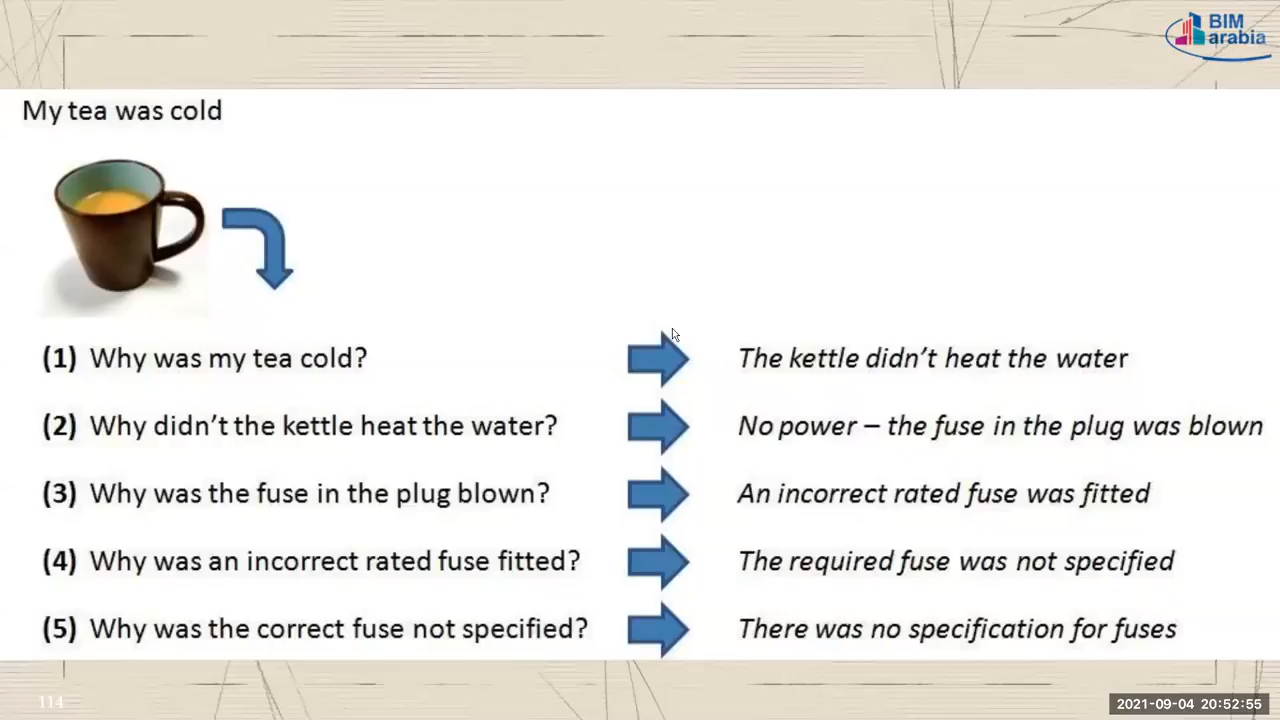 BIM
arabia
My tea was cold
(1) Why was my tea cold? The kettle didn't heat the water
(2) Why didn't the kettle heat the water? No power – the fuse in the plug was blown
(3) Why was the fuse in the plug blown? An incorrect rated fuse was fitted
(4) Why was an incorrect rated fuse fitted? The required fuse was not specified
(5) Why was the correct fuse not specified? There was no specification for fuses
114
2021-09-04 20:52:55